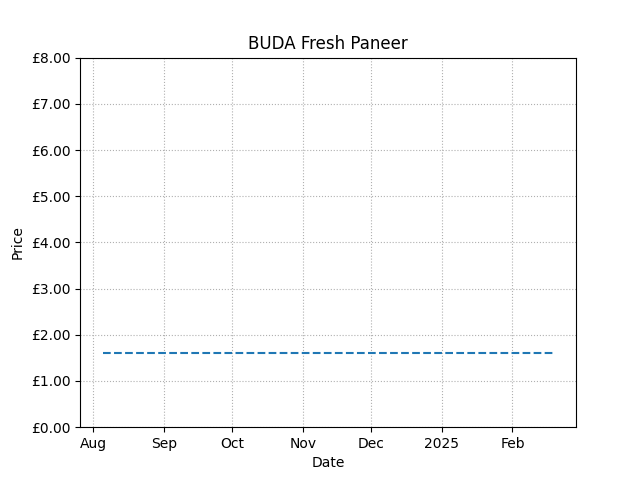 BUDA Fresh Paneer
£8.00
£7.00
£6.00
£5.00
£4.00
£3.00
£2.00
£1.00
£0.00
Price
Aug Sep Oct Nov Dec 2025 Feb
Date